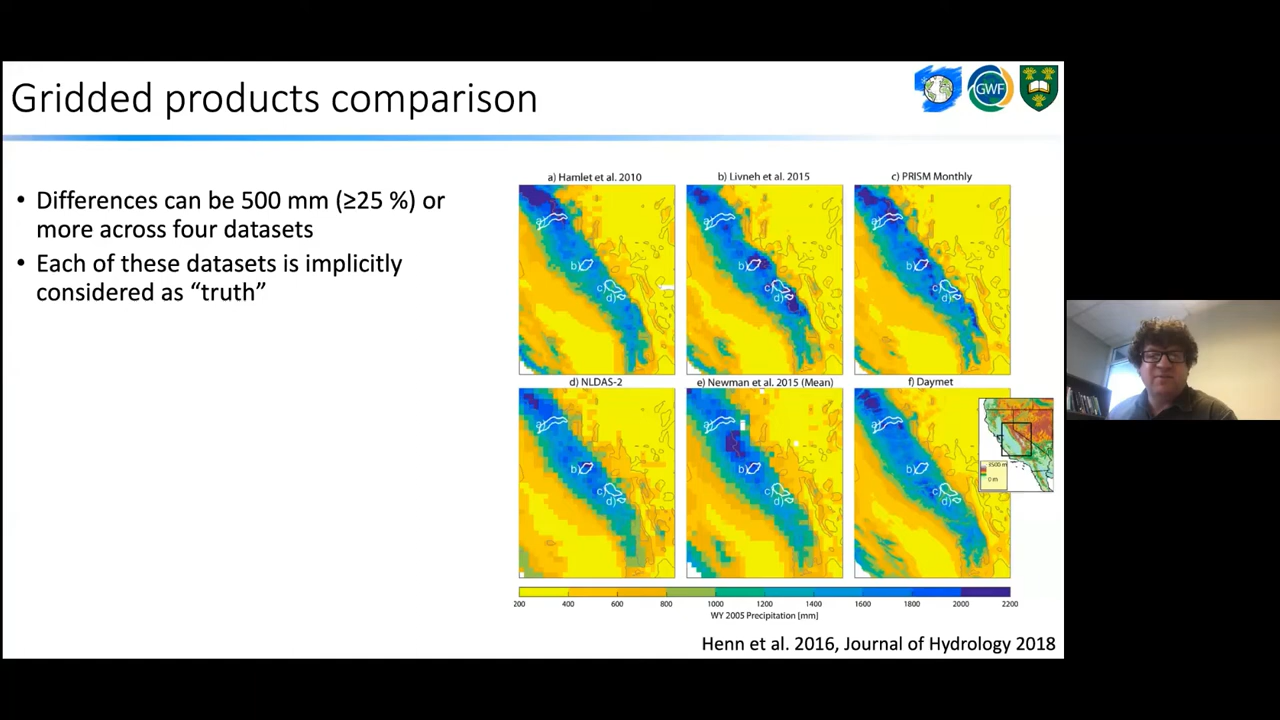 Gridded products comparison
GWF
• Differences can be 500 mm (≥25 %) or
more across four datasets
• Each of these datasets is implicitly
considered as “truth”
a) Hamlet et al. 2010
b) Livneh et al. 2015
c) PRISM Monthly
a)
b)
c)
d)
a)
b)
c)
d)
a)
b)
c)
d)
d) NLDAS-2
e) Newman et al. 2015 (Mean)
f) Daymet
a)
b)
c)
d)
a)
b)
c)
d)
a)
b)
c)
d)
3500 m
0 m
200 400 600 800 1000 1200 1400 1600 1800 2000 2200
WY 2005 Precipitation [mm]
Henn et al. 2016, Journal of Hydrology 2018